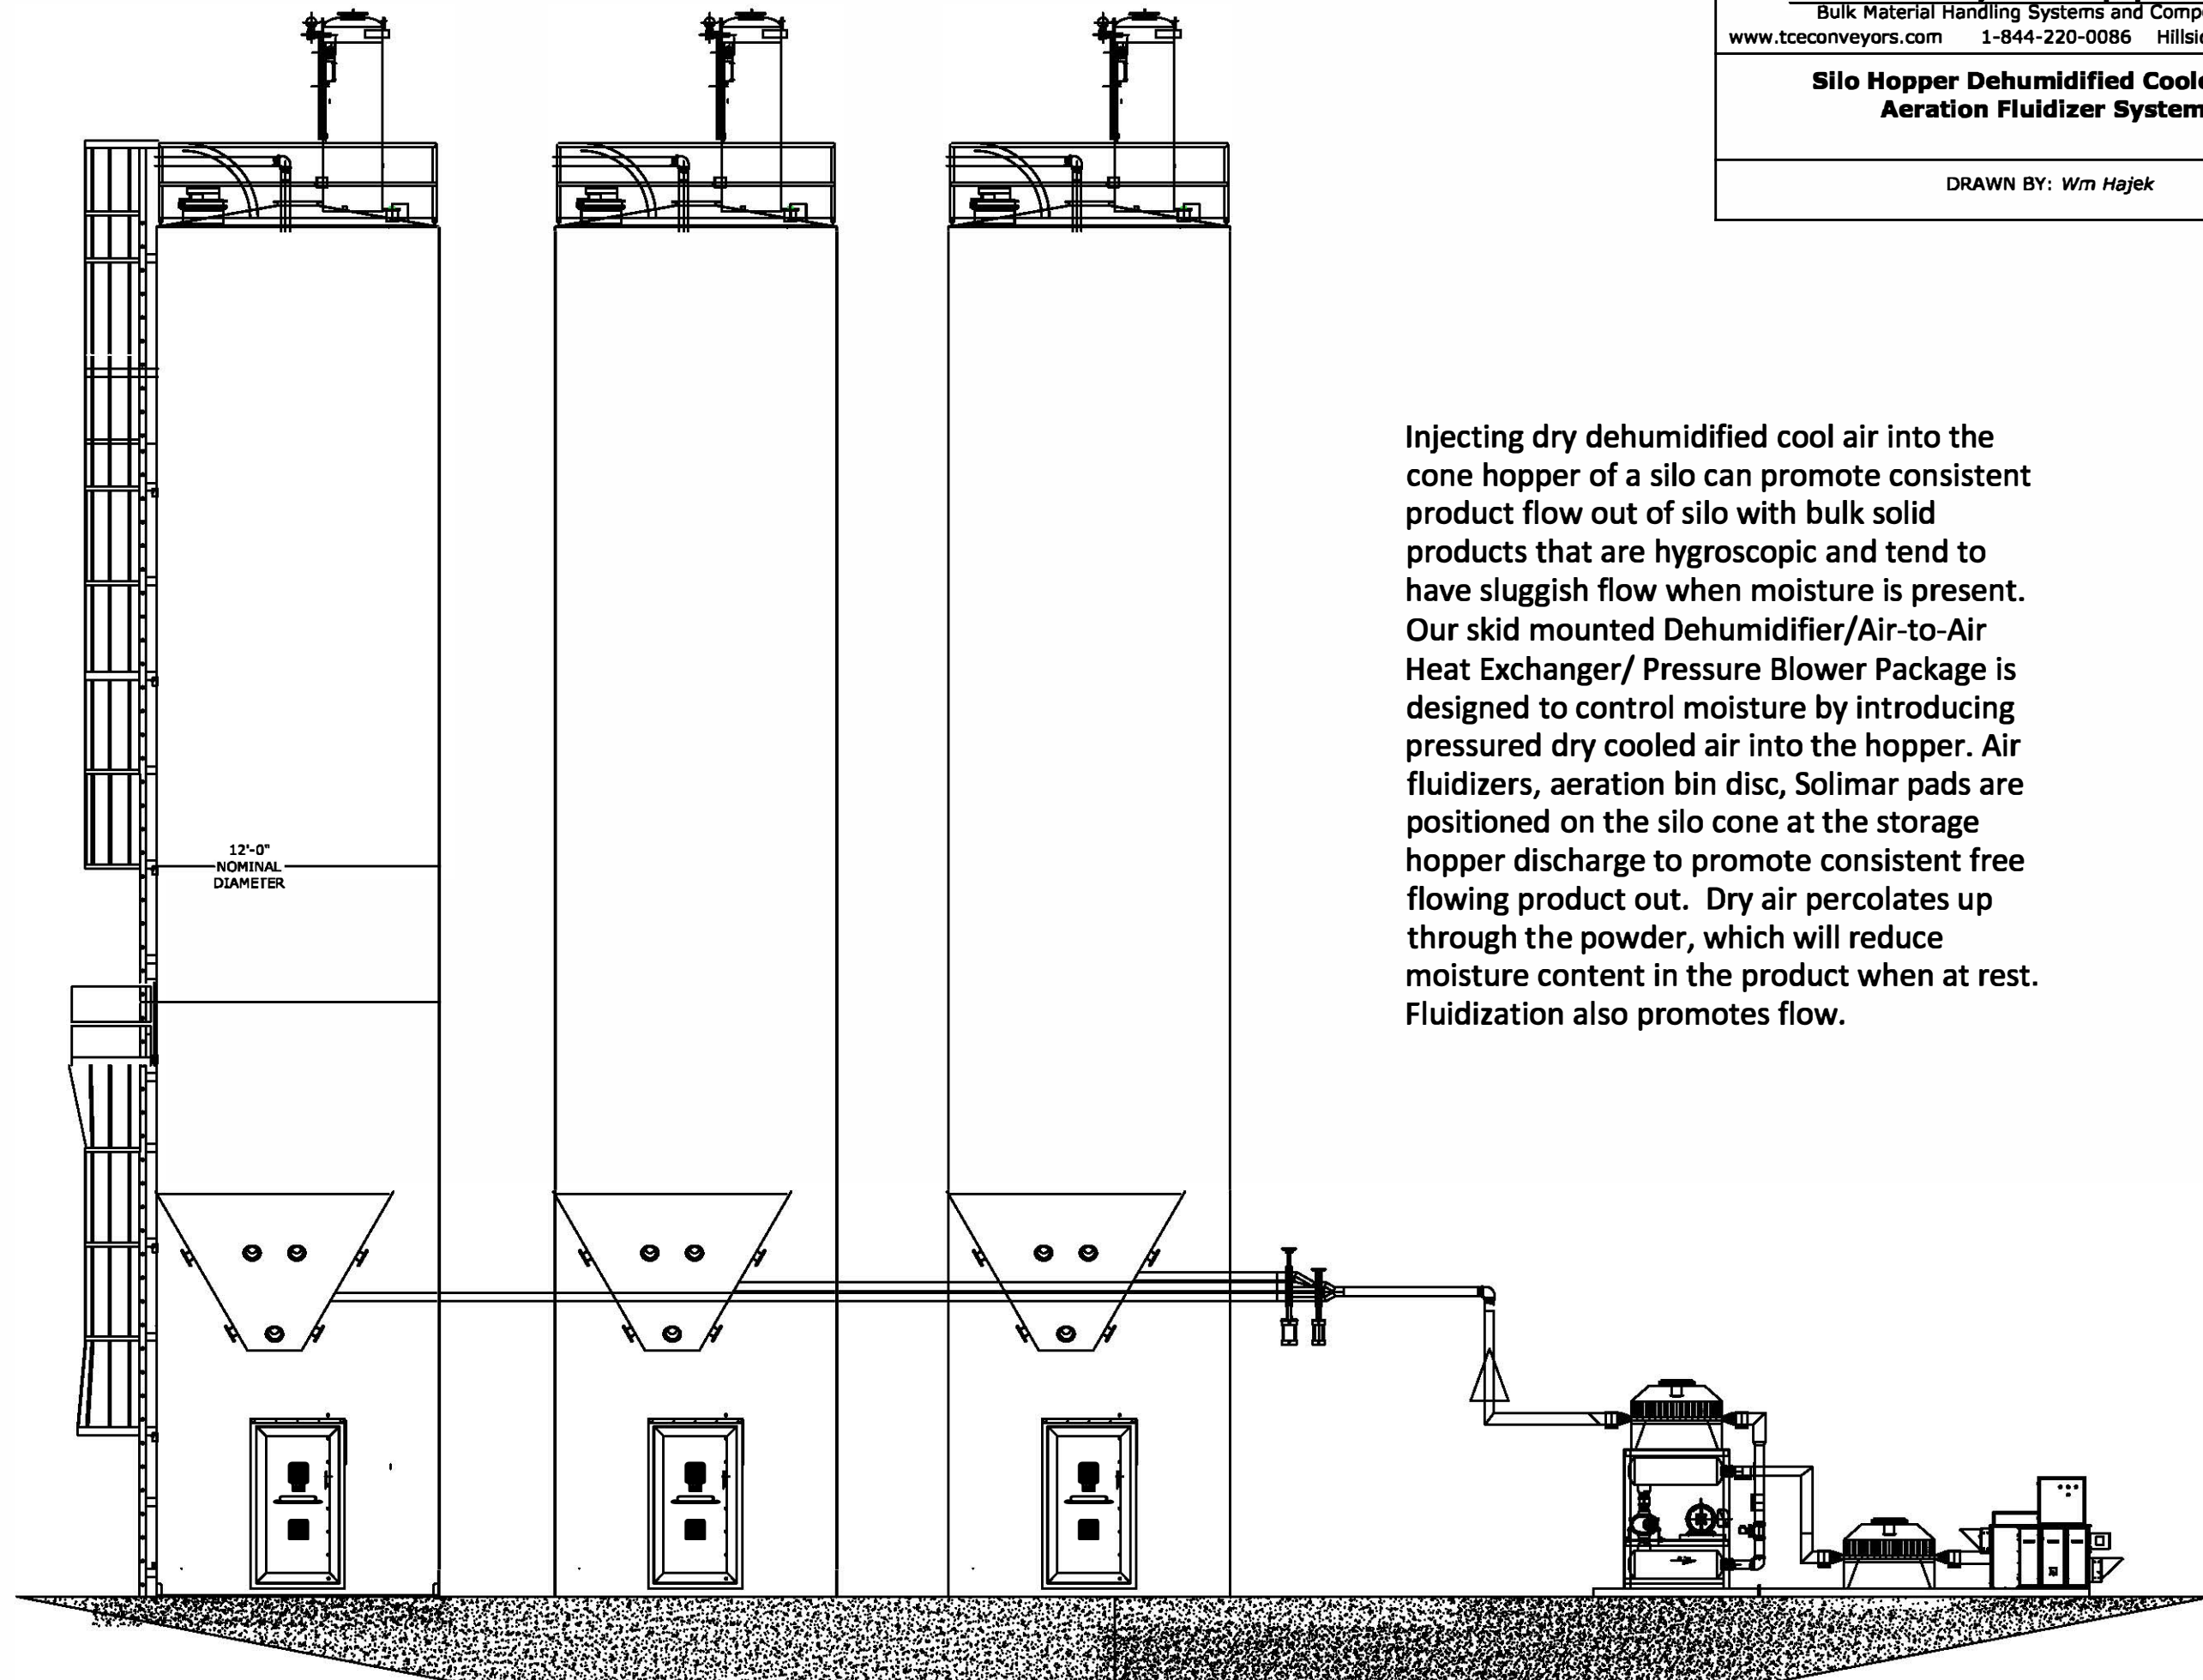 Bulk Material Handling Systems and
www.tceconveyors.com 1-844-220-0086
Silo Hopper Dehumidified
Aeration Fluidizer System
DRAWN BY: Wm Hajek
Injecting dry dehumidified cool air into the
cone hopper of a silo can promote consistent
product flow out of silo with bulk solid
products that are hygroscopic and tend to
have sluggish flow when moisture is present.
Our skid mounted Dehumidifier/Air-to-Air
Heat Exchanger/ Pressure Blower Package is
designed to control moisture by introducing
pressured dry cooled air into the hopper. Air
fluidizers, aeration bin disc, Solimar pads are
positioned on the silo cone at the storage
hopper discharge to promote consistent free
flowing product out. Dry air percolates up
through the powder, which will reduce
moisture content in the product when at rest.
Fluidization also promotes flow.
12'-0"
NOMINAL
DIAMETER